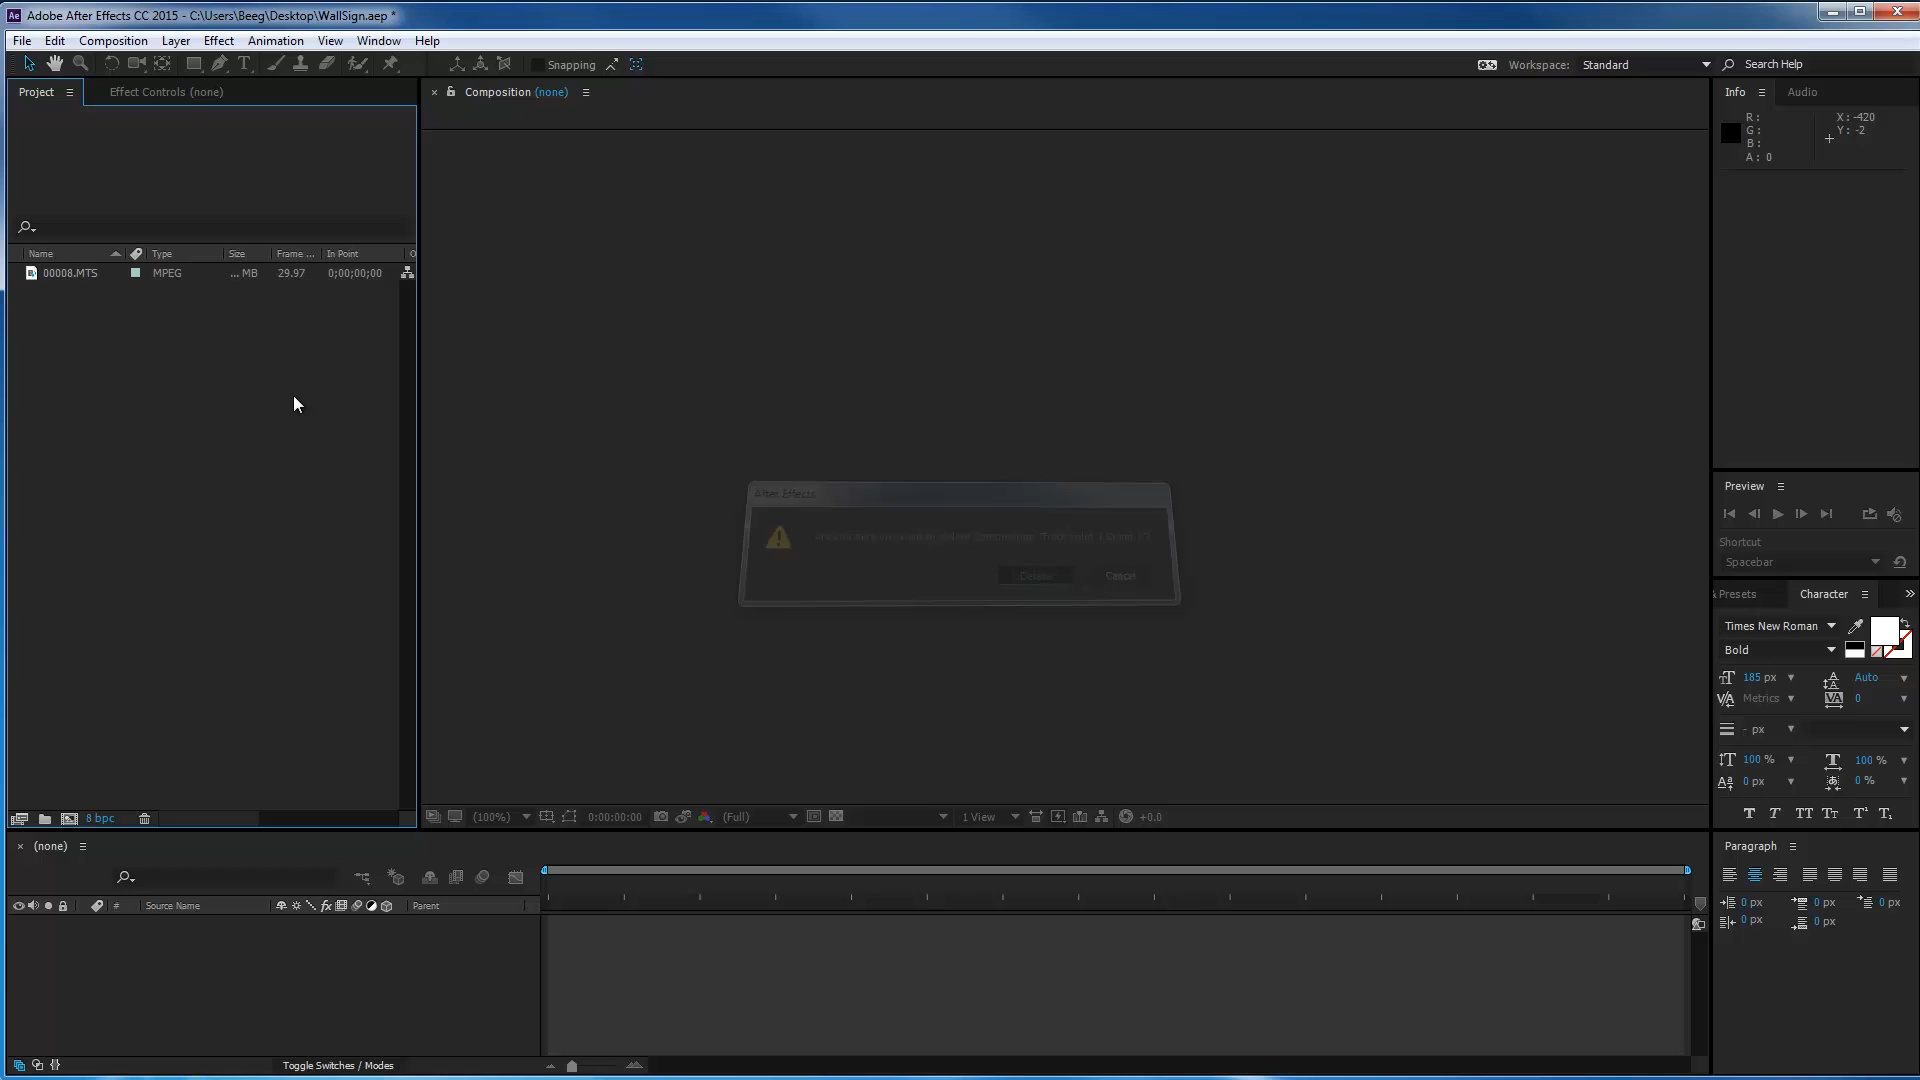 Adobe After Effects CC 2015 - C:\Users\Beeg\Desktop\WallSign.aep *
File Edit Composition Layer Effect Animation View Window Help
Snapping
Workspace: Standard
Search Help
Project
Effect Controls (none)
Composition (none)
Info
Audio
R :
G :
B :
A : 0
X : -420
Y : -2
Name Type Size Frame ... In Point
00008.MTS MPEG ... MB 29.97 0;00;00;00
After Effects
Delete
Cancel
Preview
Shortcut
Spacebar
& Presets
Character
Times New Roman
Bold
185 px
Auto
Metrics
0
- px
100 %
100 %
0 px
0 %
8 bpc
(100%)
0:00:00:00
(Full)
1 View
+0.0
(none)
# Source Name
Parent
Paragraph
0 px
0 px
0 px
0 px
0 px
Toggle Switches / Modes